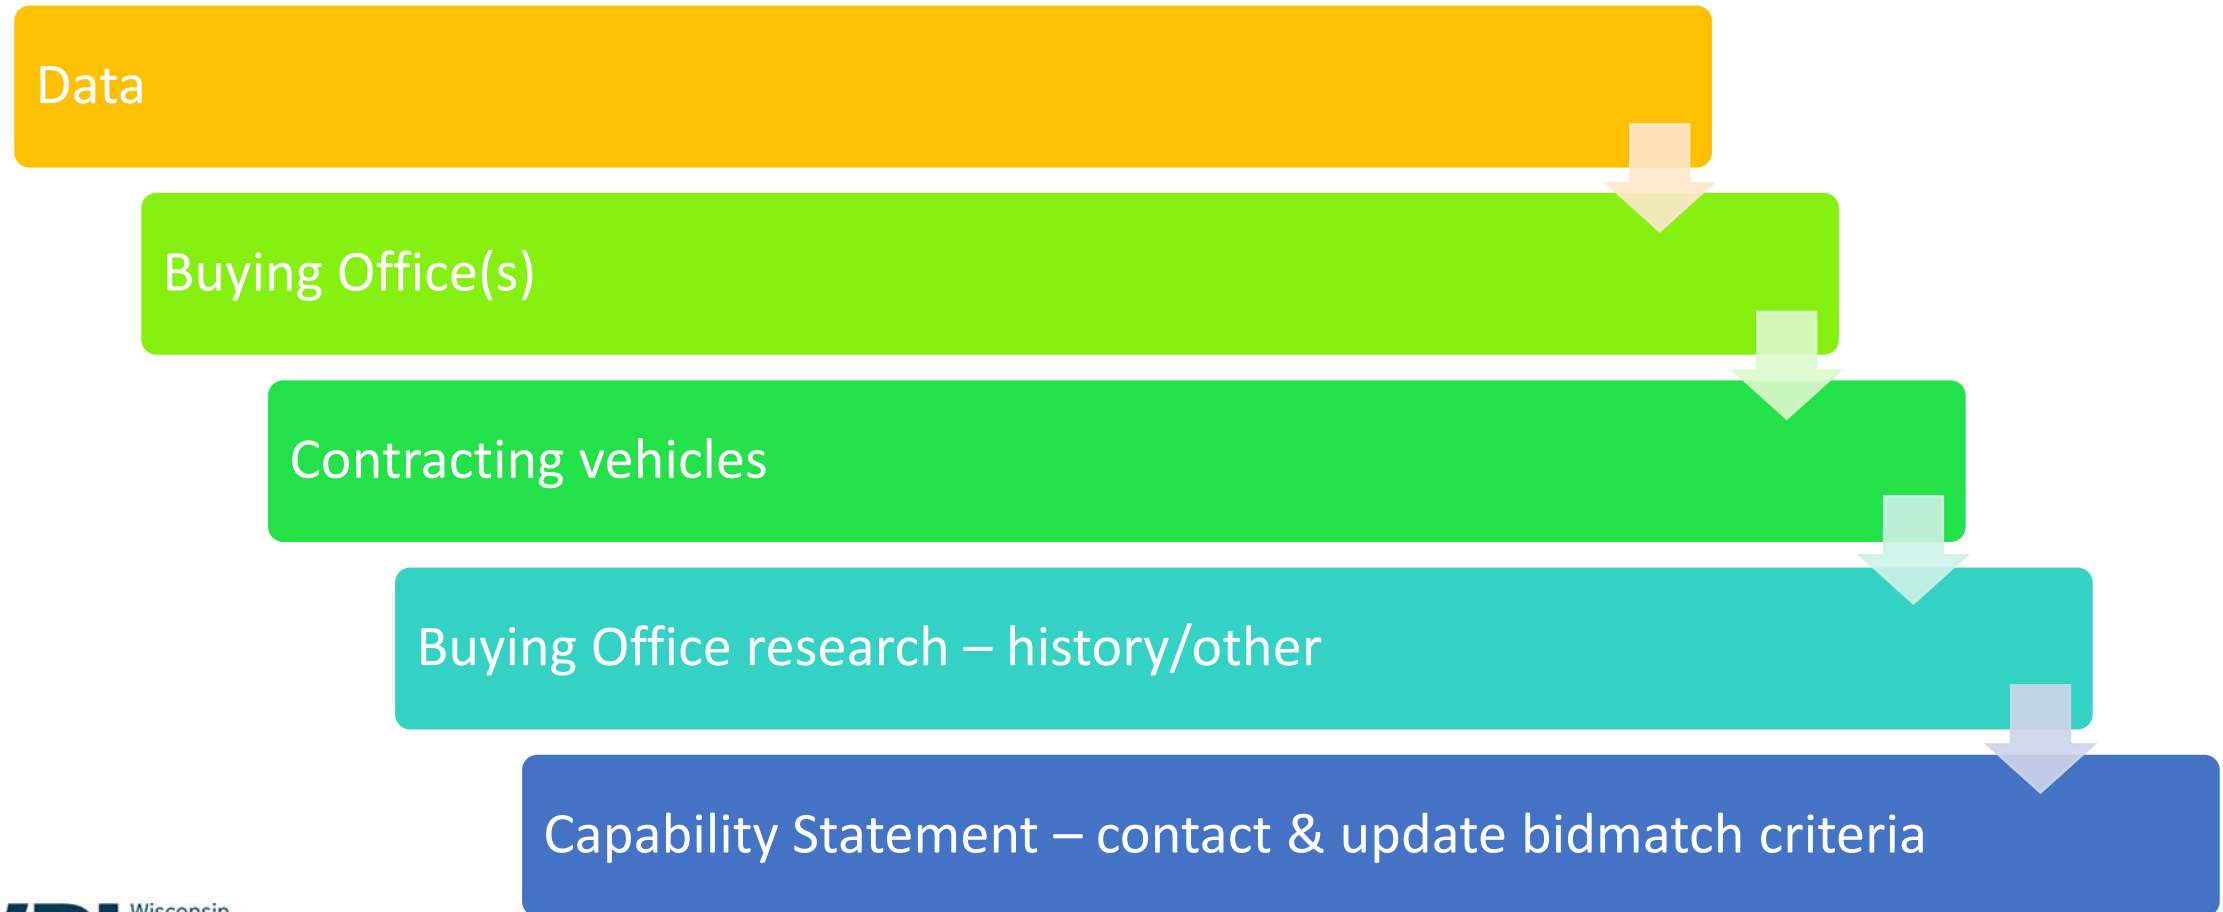 Data
Buying Office(s)
Contracting vehicles
Buying Office research – history/other
Capability Statement – contact & update bidmatch criteria
Wisconsin